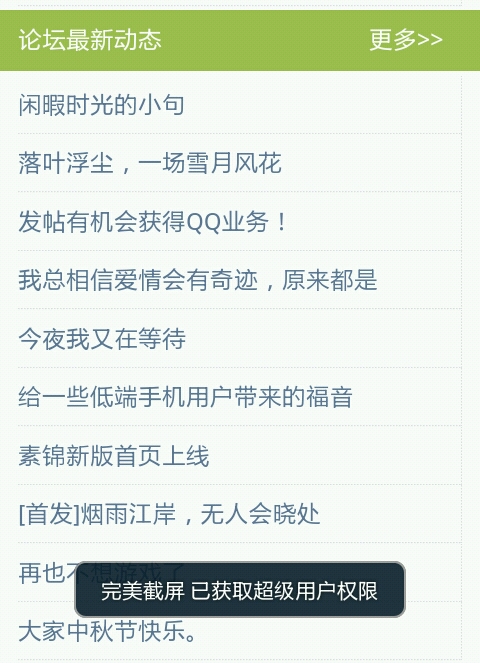 论坛最新动态 更多>>
闲暇时光的小句
落叶浮尘，一场雪月风花
发帖有机会获得QQ业务！
我总相信爱情会有奇迹，原来都是
今夜我又在等待
给一些低端手机用户带来的福音
素锦新版首页上线
[首发]烟雨江岸，无人会晓处
再也不想游戏了
完美截屏 已获取超级用户权限
大家中秋节快乐。